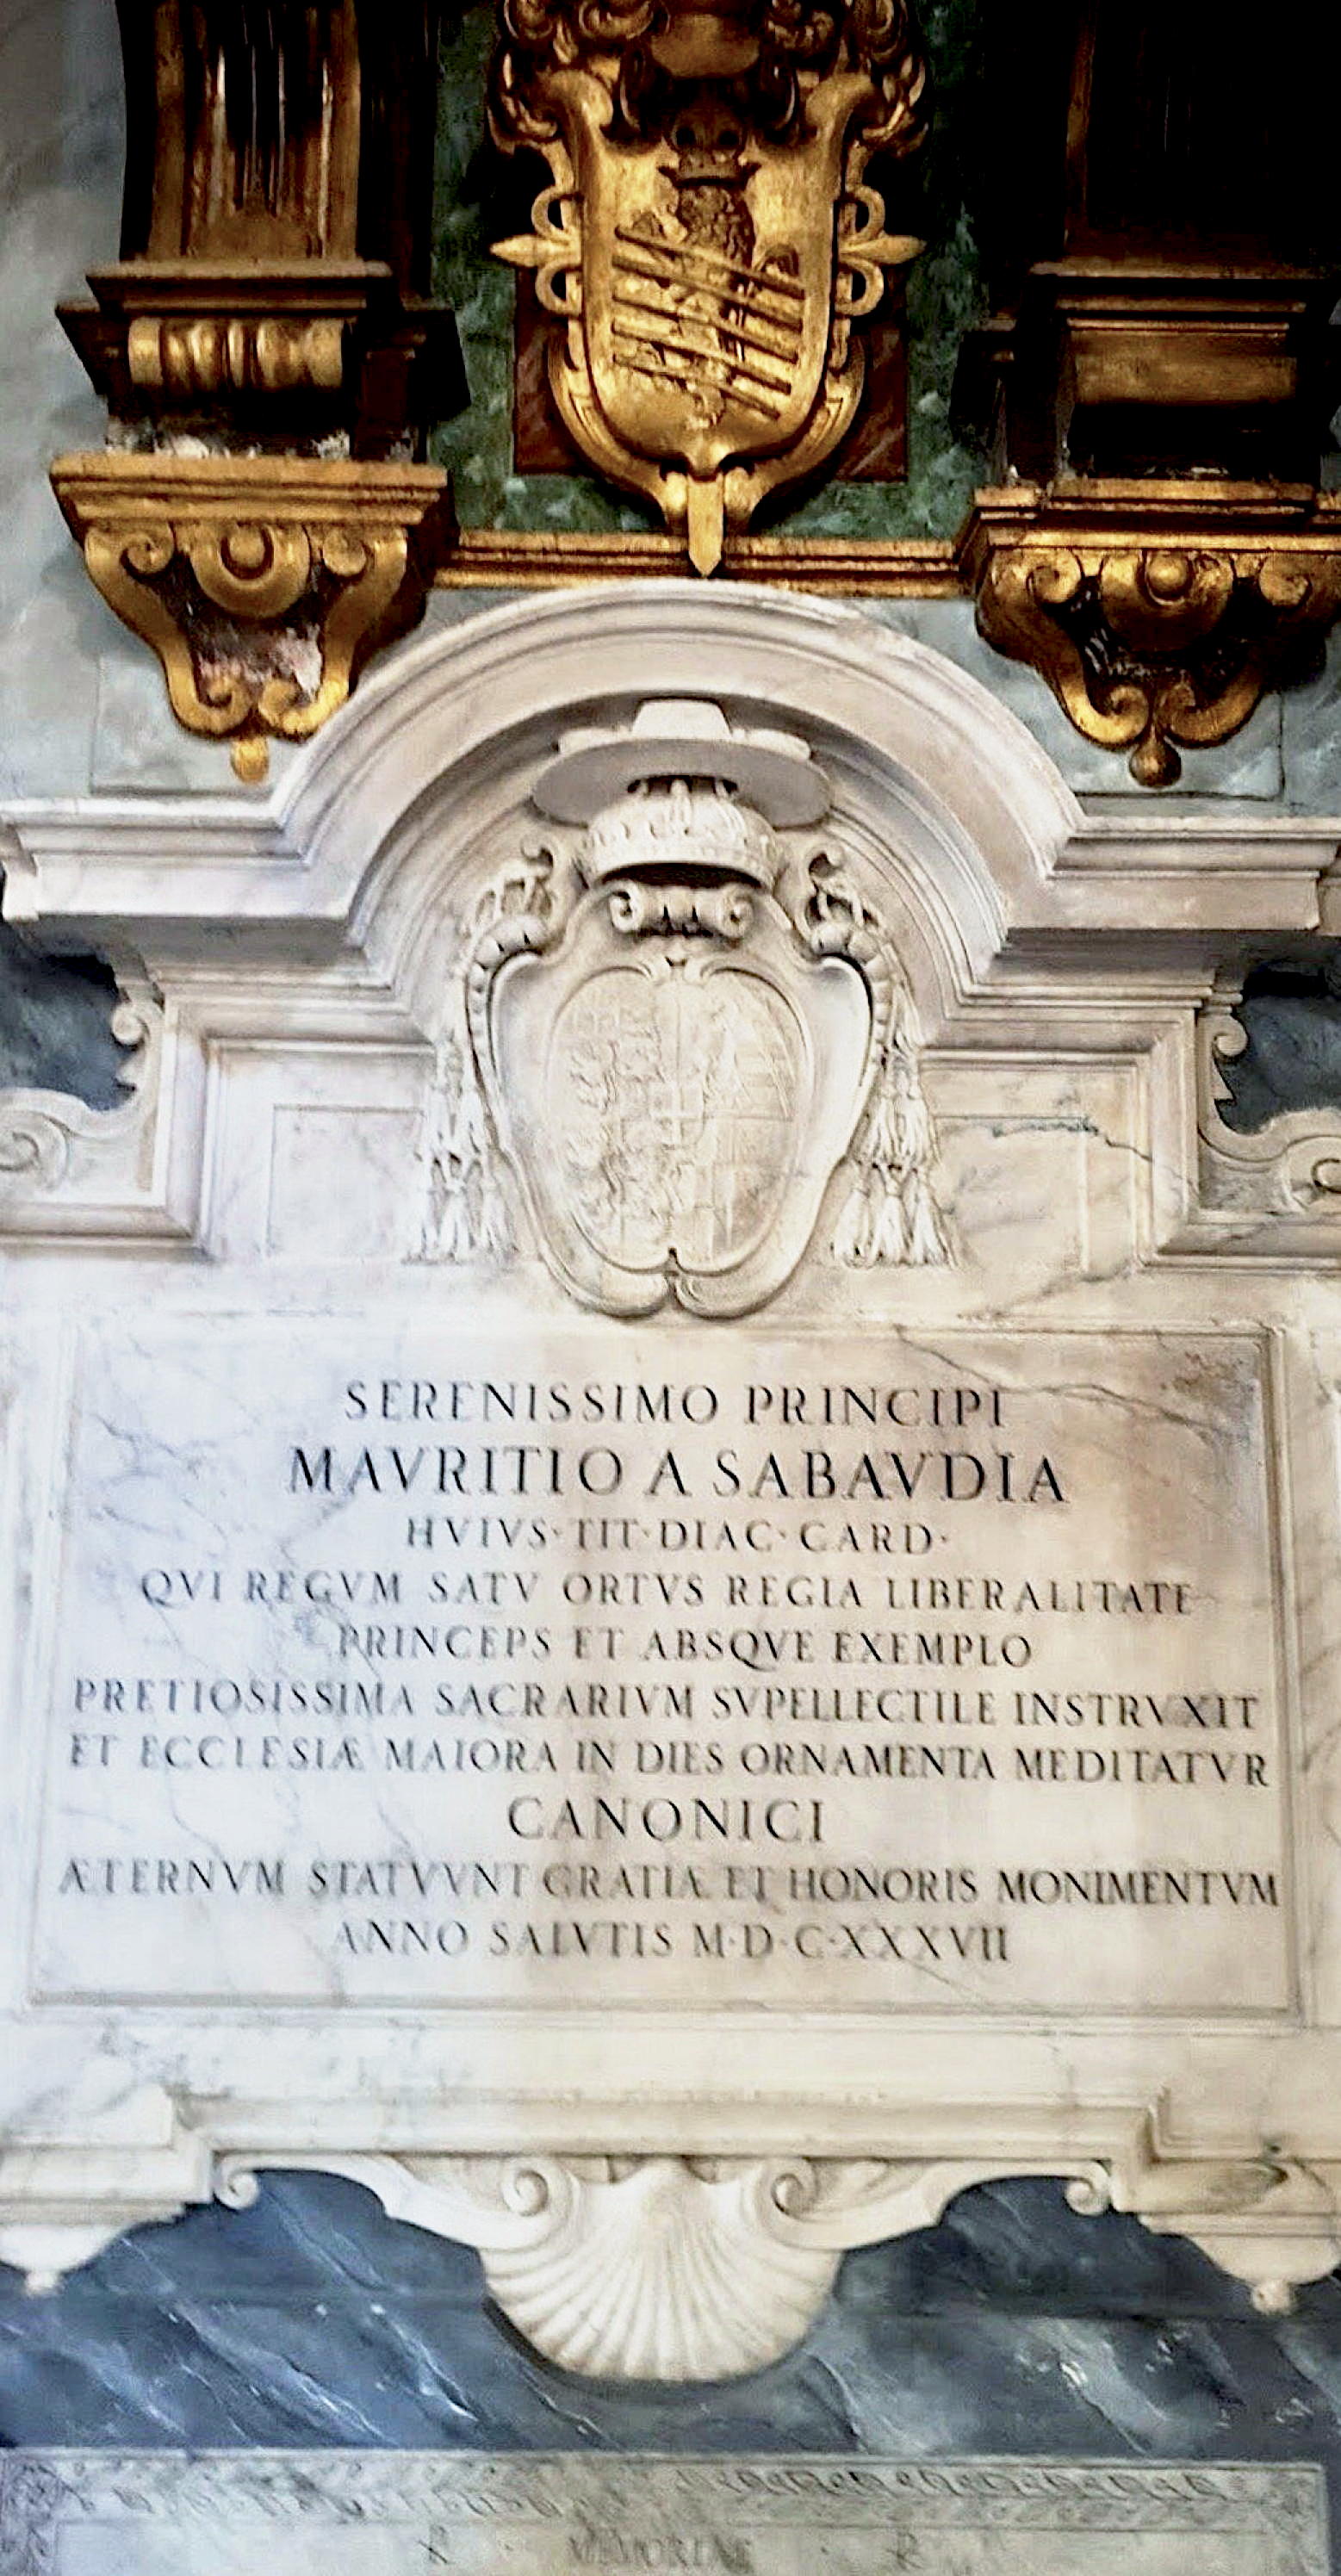 SERENISSIMO PRINCIPI
MAVRITIO A SABAVDIA
HVIVS·TIT·DIAC·CARD·
QVI REGVM SATV ORTVS REGIA LIBERALITATE
PRINCEPS ET ABSQVE EXEMPLO
PRETIOSISSIMA SACRARIVM SVPELLECTILE INSTRVXIT
ET ECCLESIÆ MAIORA IN DIES ORNAMENTA MEDITATVR
CANONICI
ÆTERNVM STATVVNT GRATIÆ ET HONORIS MONIMENTVM
ANNO SALVTIS M·D·C·XXXVII
MEMORIAE